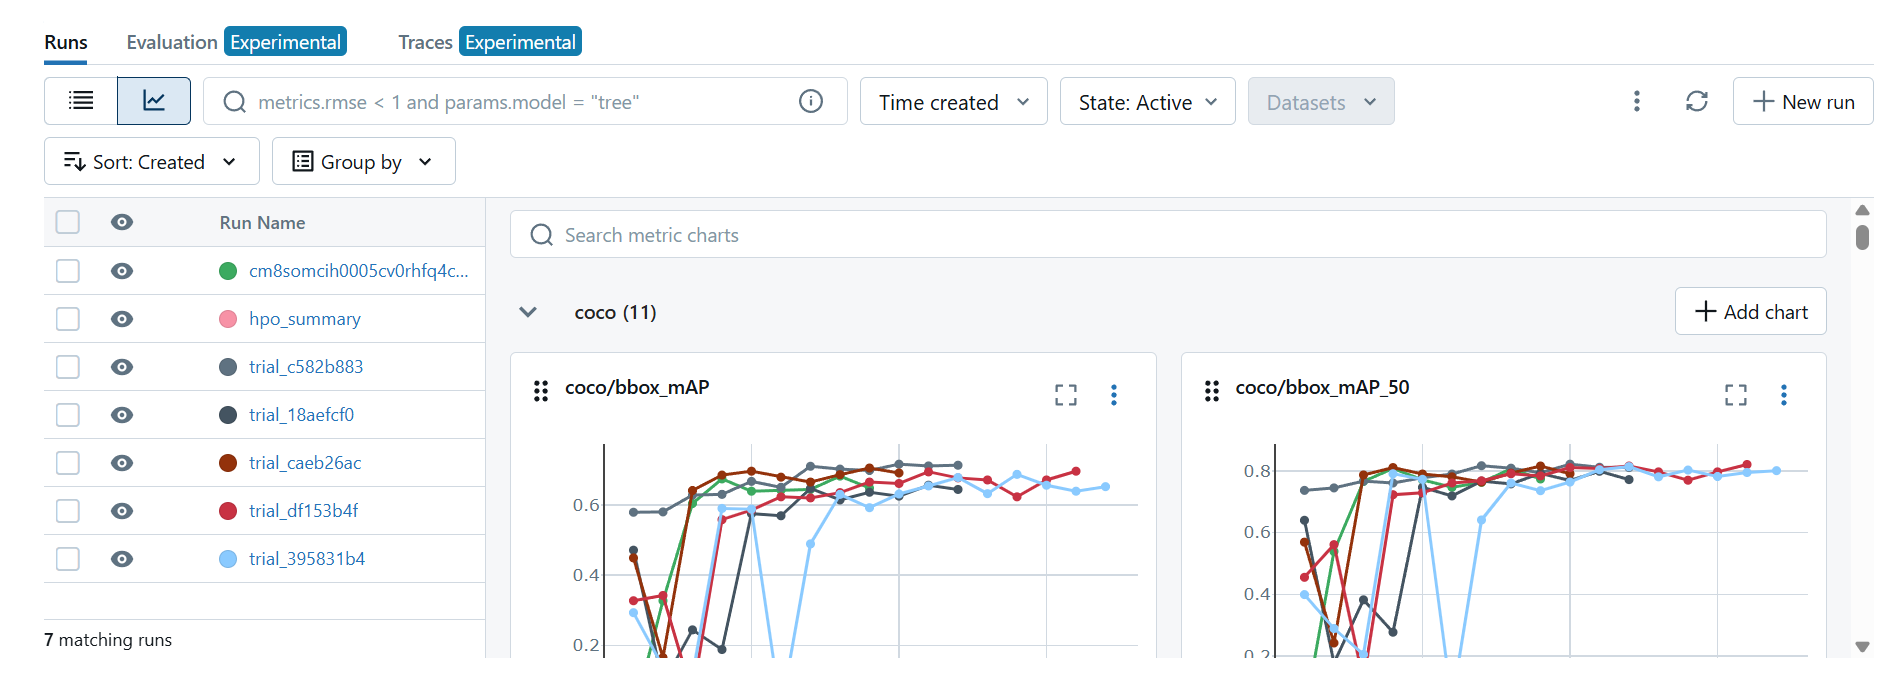 Runs Evaluation Experimental Traces Experimental
metrics.rmse < 1 and params.model = "tree" Time created State: Active Datasets New run
Sort: Created Group by
Run Name
cm8somcih0005cv0rhfq4c...
hpo_summary
trial_c582b883
trial_18aefcf0
trial_caeb26ac
trial_df153b4f
trial_395831b4
7 matching runs
Search metric charts
coco (11) Add chart
coco/bbox_mAP
0.6
0.4
0.2
coco/bbox_mAP_50
0.8
0.6
0.4
0.2